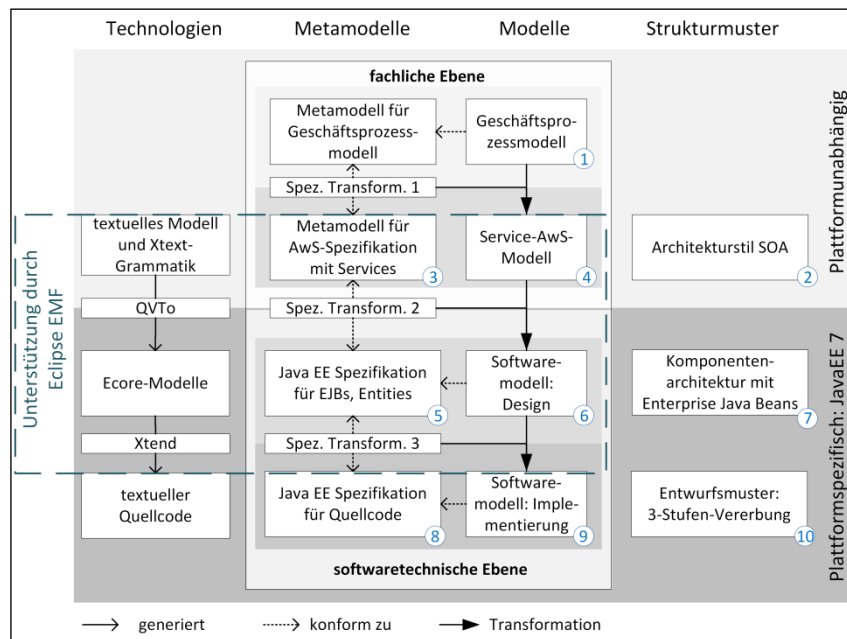 Technologien Metamodelle Modelle Strukturmuster
fachliche Ebene
Metamodell für
Geschäftsprozess-
modell
Geschäftspro-
zessmodell
1
Spez. Transform. 1
textuelles Modell
und Xtext-
Grammatik
Metamodell für
AwS-Spezifikation
mit Services
3
Service-AwS-
Modell
4
Architekturstil SOA
2
QVTo
Spez. Transform. 2
Ecore-Modelle
Java EE Spezifikation
für EJBs, Entities
5
Software-
modell:
Design
6
Komponenten-
architektur mit
Enterprise Java Beans
7
Xtend
Spez. Transform. 3
textueller
Quellcode
Java EE Spezifikation
für Quellcode
8
Software-
modell: Imple-
mentierung
9
Entwurfsmuster:
3-Stufen-Vererbung
10
softwaretechnische Ebene
Unterstützung durch
Eclipse EMF
Plattformunabhängig
Plattformspezifisch: JavaEE 7
generiert konform zu Transformation